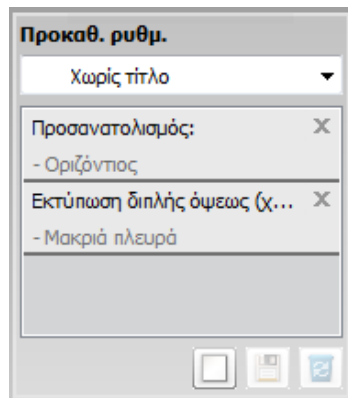 Προκαθ. ρυθμ.
Χωρίς τίτλο
Προσανατολισμός:
- Οριζόντιος
Εκτύπωση διπλής όψεως (χ...
- Μακριά πλευρά